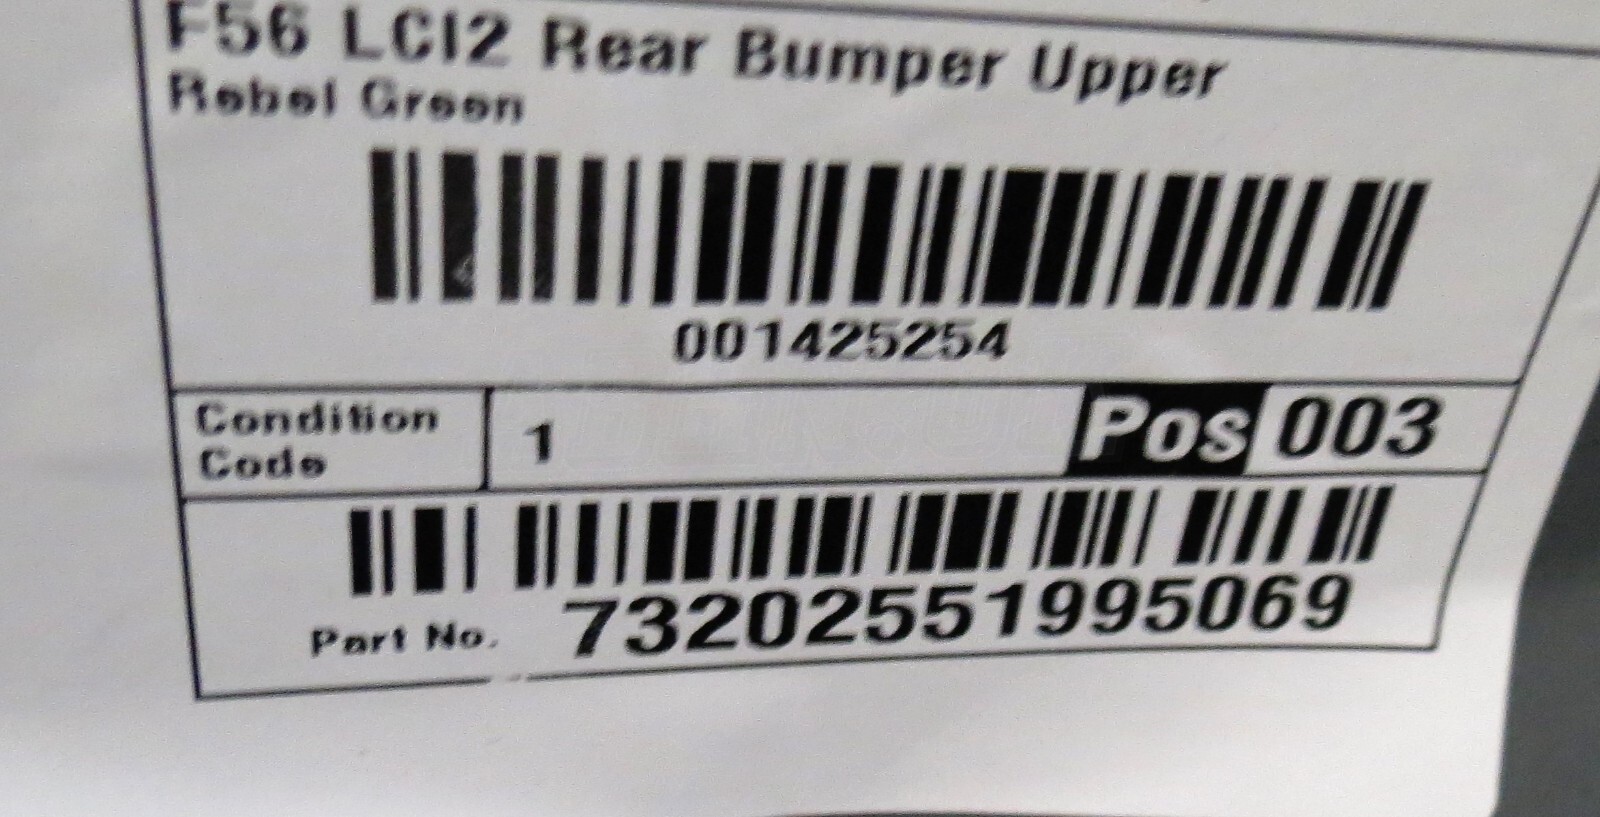 F56 LCI2 Rear Bumper Upper
Rebel Green
001425254
Condition
Code
1
Pos 003
Part No. 73202551995069